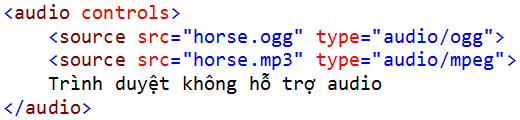 <audio controls>
    <source src="horse.ogg" type="audio/ogg">
    <source src="horse.mp3" type="audio/mpeg">
    Trình duyệt không hỗ trợ audio
</audio>